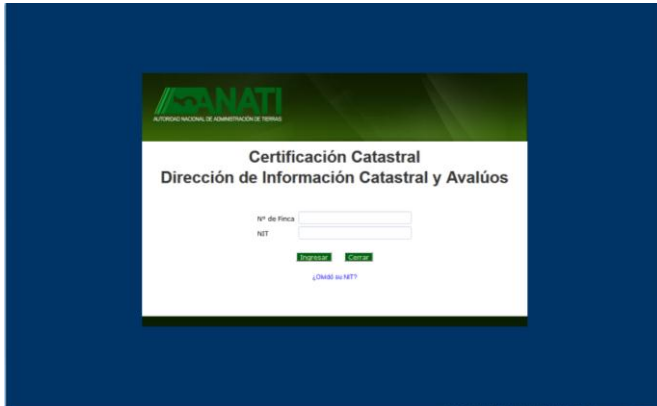 ANATI
AUTORIDAD NACIONAL DE ADMINISTRACIÓN DE TIERRAS
Certificación Catastral
Dirección de Información Catastral y Avalúos
Nº de Finca
NIT
Ingresar Cerrar
¿Olvidó su NIT?